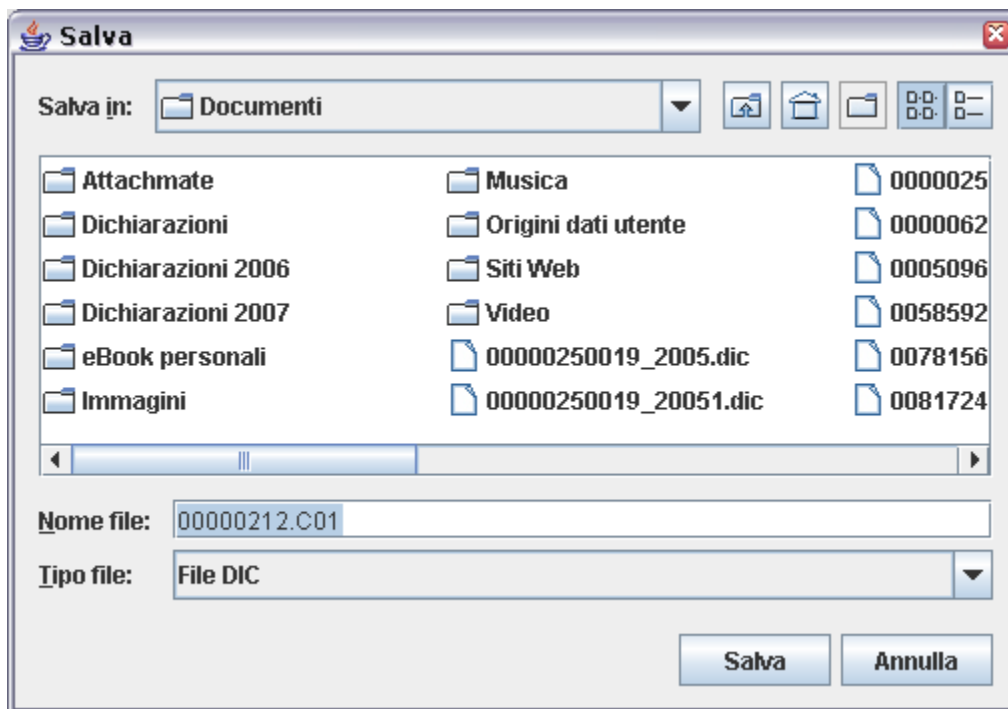 Salva
Salva in: Documenti
Attachmate Musica 0000025
Dichiarazioni Origini dati utente 0000062
Dichiarazioni 2006 Siti Web 0005096
Dichiarazioni 2007 Video 0058592
eBook personali 00000250019_2005.dic 0078156
Immagini 00000250019_20051.dic 0081724
Nome file: 00000212.C01
Tipo file: File DIC
Salva Annulla